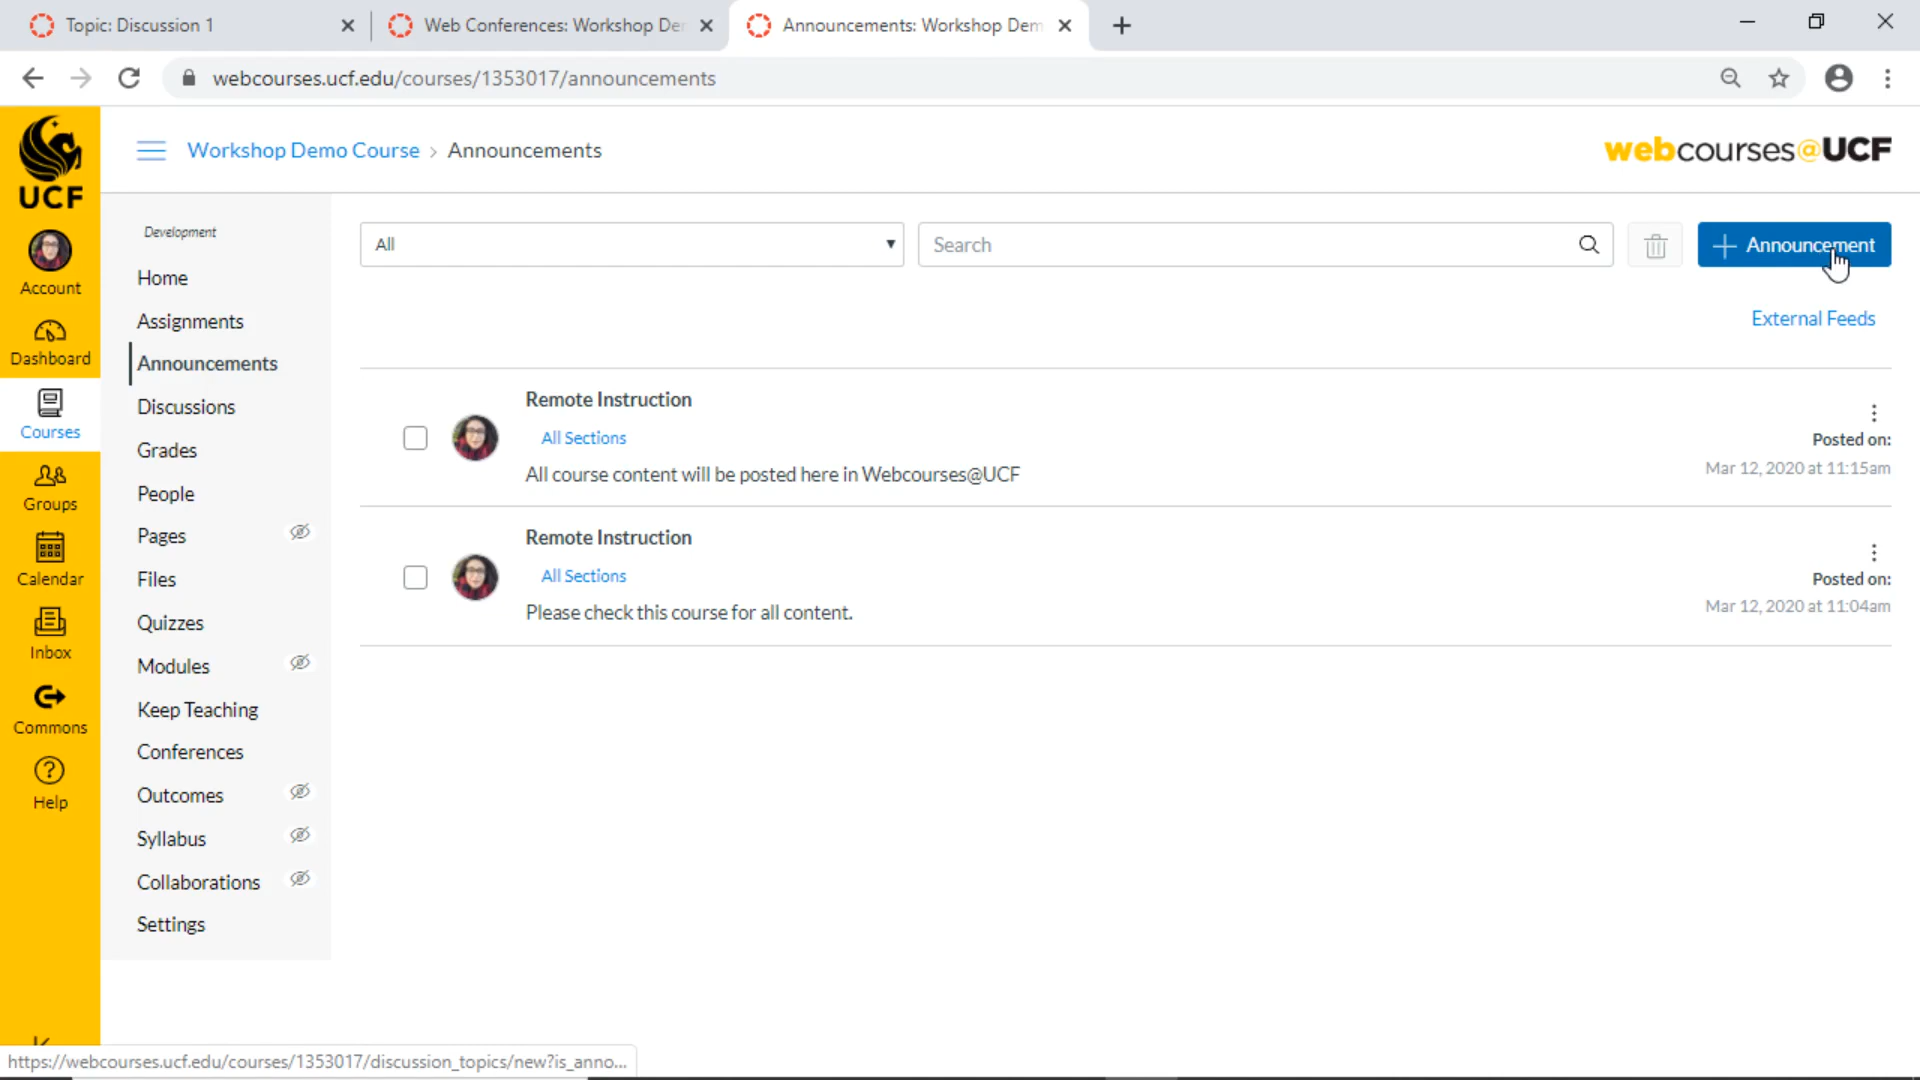 Topic: Discussion 1
Web Conferences: Workshop De
Announcements: Workshop Dem
webcourses.ucf.edu/courses/1353017/announcements
UCF
Account
Dashboard
Courses
Groups
Calendar
Inbox
Commons
Help
Workshop Demo Course > Announcements
webcourses@UCF
Development
Home
Assignments
Announcements
Discussions
Grades
People
Pages
Files
Quizzes
Modules
Keep Teaching
Conferences
Outcomes
Syllabus
Collaborations
Settings
All
Search
+ Announcement
External Feeds
Remote Instruction
All Sections
All course content will be posted here in Webcourses@UCF
Posted on:
Mar 12, 2020 at 11:15am
Remote Instruction
All Sections
Please check this course for all content.
Posted on:
Mar 12, 2020 at 11:04am
https://webcourses.ucf.edu/courses/1353017/discussion_topics/new?is_anno...